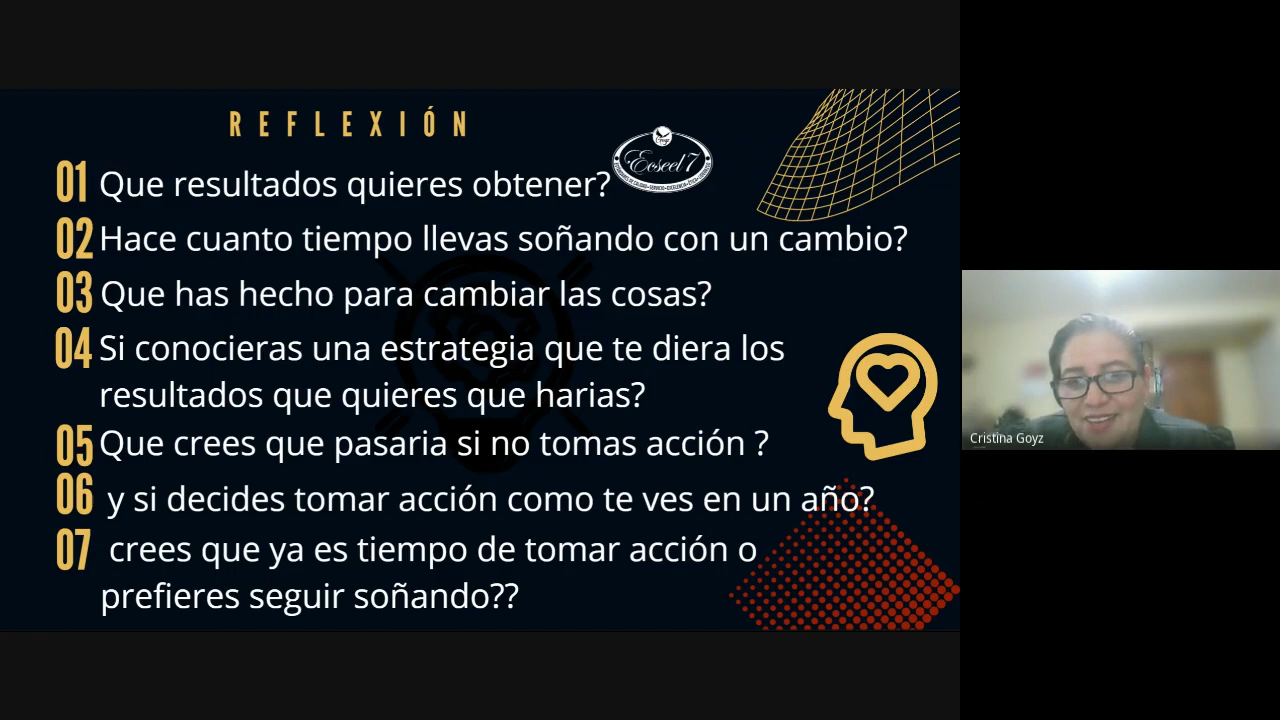 REFLEXIÓN
01 Que resultados quieres obtener?
Ecseel 7
02 Hace cuanto tiempo llevas soñando con un cambio?
03 Que has hecho para cambiar las cosas?
04 Si conocieras una estrategia que te diera los
resultados que quieres que harias?
05 Que crees que pasaria si no tomas acción ?
06 y si decides tomar acción como te ves en un año?
07 crees que ya es tiempo de tomar acción o
prefieres seguir soñando??
Cristina Goyz